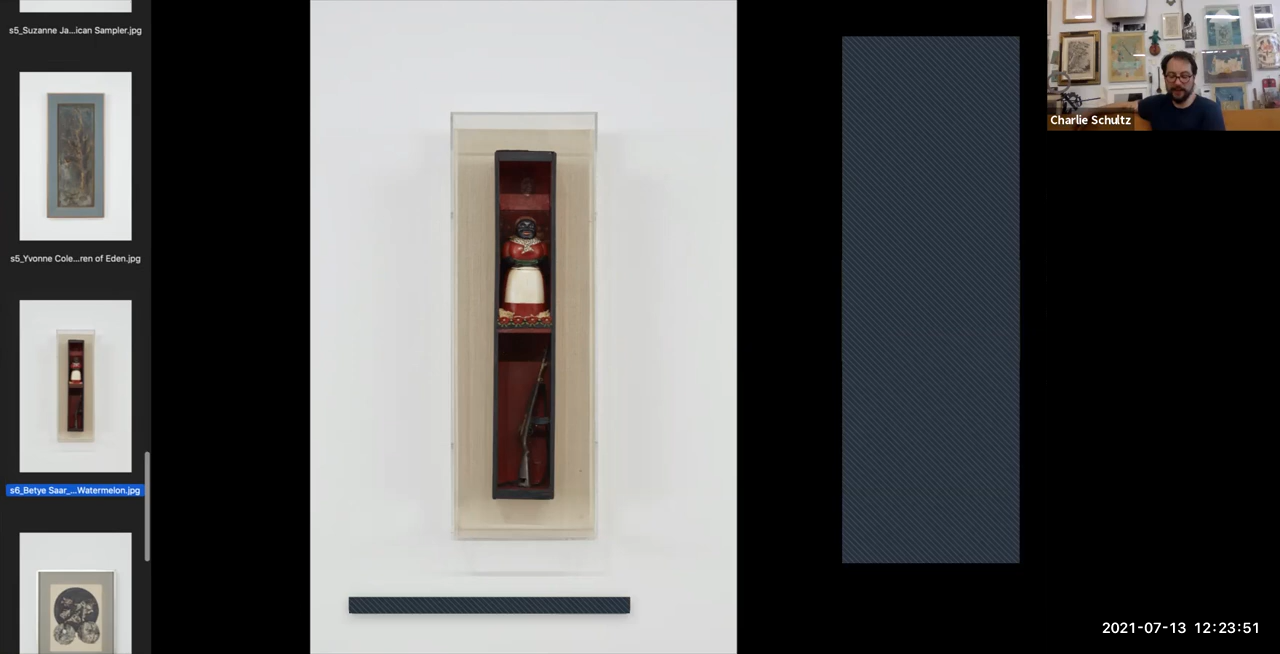 s5_Suzanne Ja...ican Sampler.jpg
s5_Yvonne Cole...ren of Eden.jpg
s6_Betye Saar_...Watermelon.jpg
Charlie Schultz
2021-07-13 12:23:51